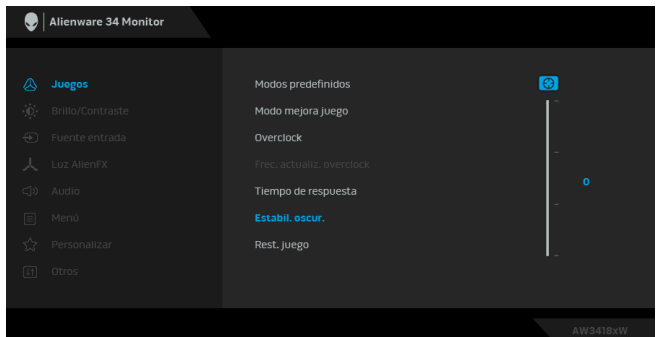 Alienware 34 Monitor
Juegos
Brillo/Contraste
Fuente entrada
Luz AlienFX
Audio
Menú
Personalizar
Otros
Modos predefinidos
Modo mejora juego
Overclock
Frec. actualiz. overclock
Tiempo de respuesta
Estabil. oscur.
Rest. juego
0
AW3418xW